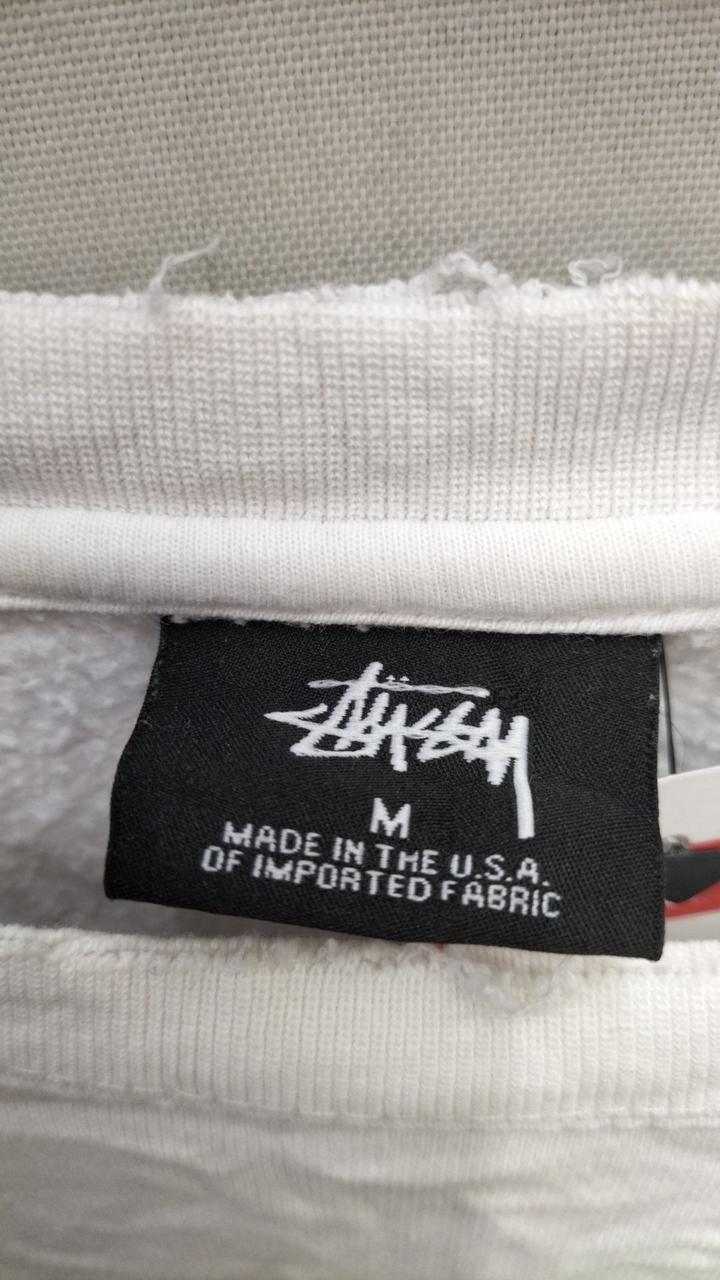 Stüssy
M
MADE IN THE U.S.A.
OF IMPORTED FABRIC